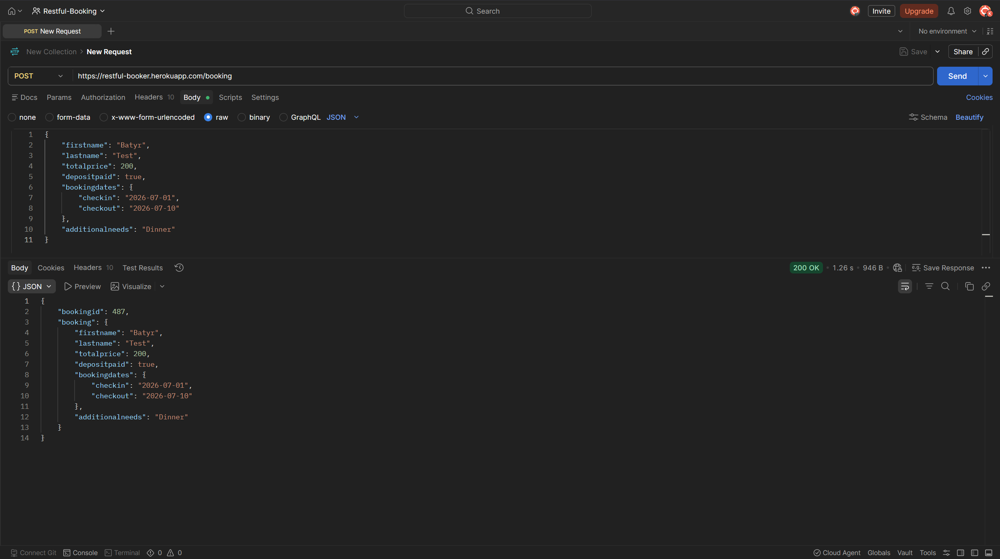 Restful-Booking
Search
Invite
Upgrade
POST New Request
No environment
HTTP
New Collection > New Request
Save
Share
POST
https://restful-booker.herokuapp.com/booking
Send
Docs
Params
Authorization
Headers 10
Body
Scripts
Settings
Cookies
none
form-data
x-www-form-urlencoded
raw
binary
GraphQL
JSON
Schema
Beautify
1 {
2 "firstname": "Batyr",
3 "lastname": "Test",
4 "totalprice": 200,
5 "depositpaid": true,
6 "bookingdates": {
7 "checkin": "2026-07-01",
8 "checkout": "2026-07-10"
9 },
10 "additionalneeds": "Dinner"
11 }
Body
Cookies
Headers 10
Test Results
200 OK
1.26 s
946 B
e.g. Save Response
{} JSON
Preview
Visualize
1 {
2 "bookingid": 487,
3 "booking": {
4 "firstname": "Batyr",
5 "lastname": "Test",
6 "totalprice": 200,
7 "depositpaid": true,
8 "bookingdates": {
9 "checkin": "2026-07-01",
10 "checkout": "2026-07-10"
11 },
12 "additionalneeds": "Dinner"
13 }
14 }
Connect Git
Console
Terminal
0
0
Cloud Agent
Globals
Vault
Tools